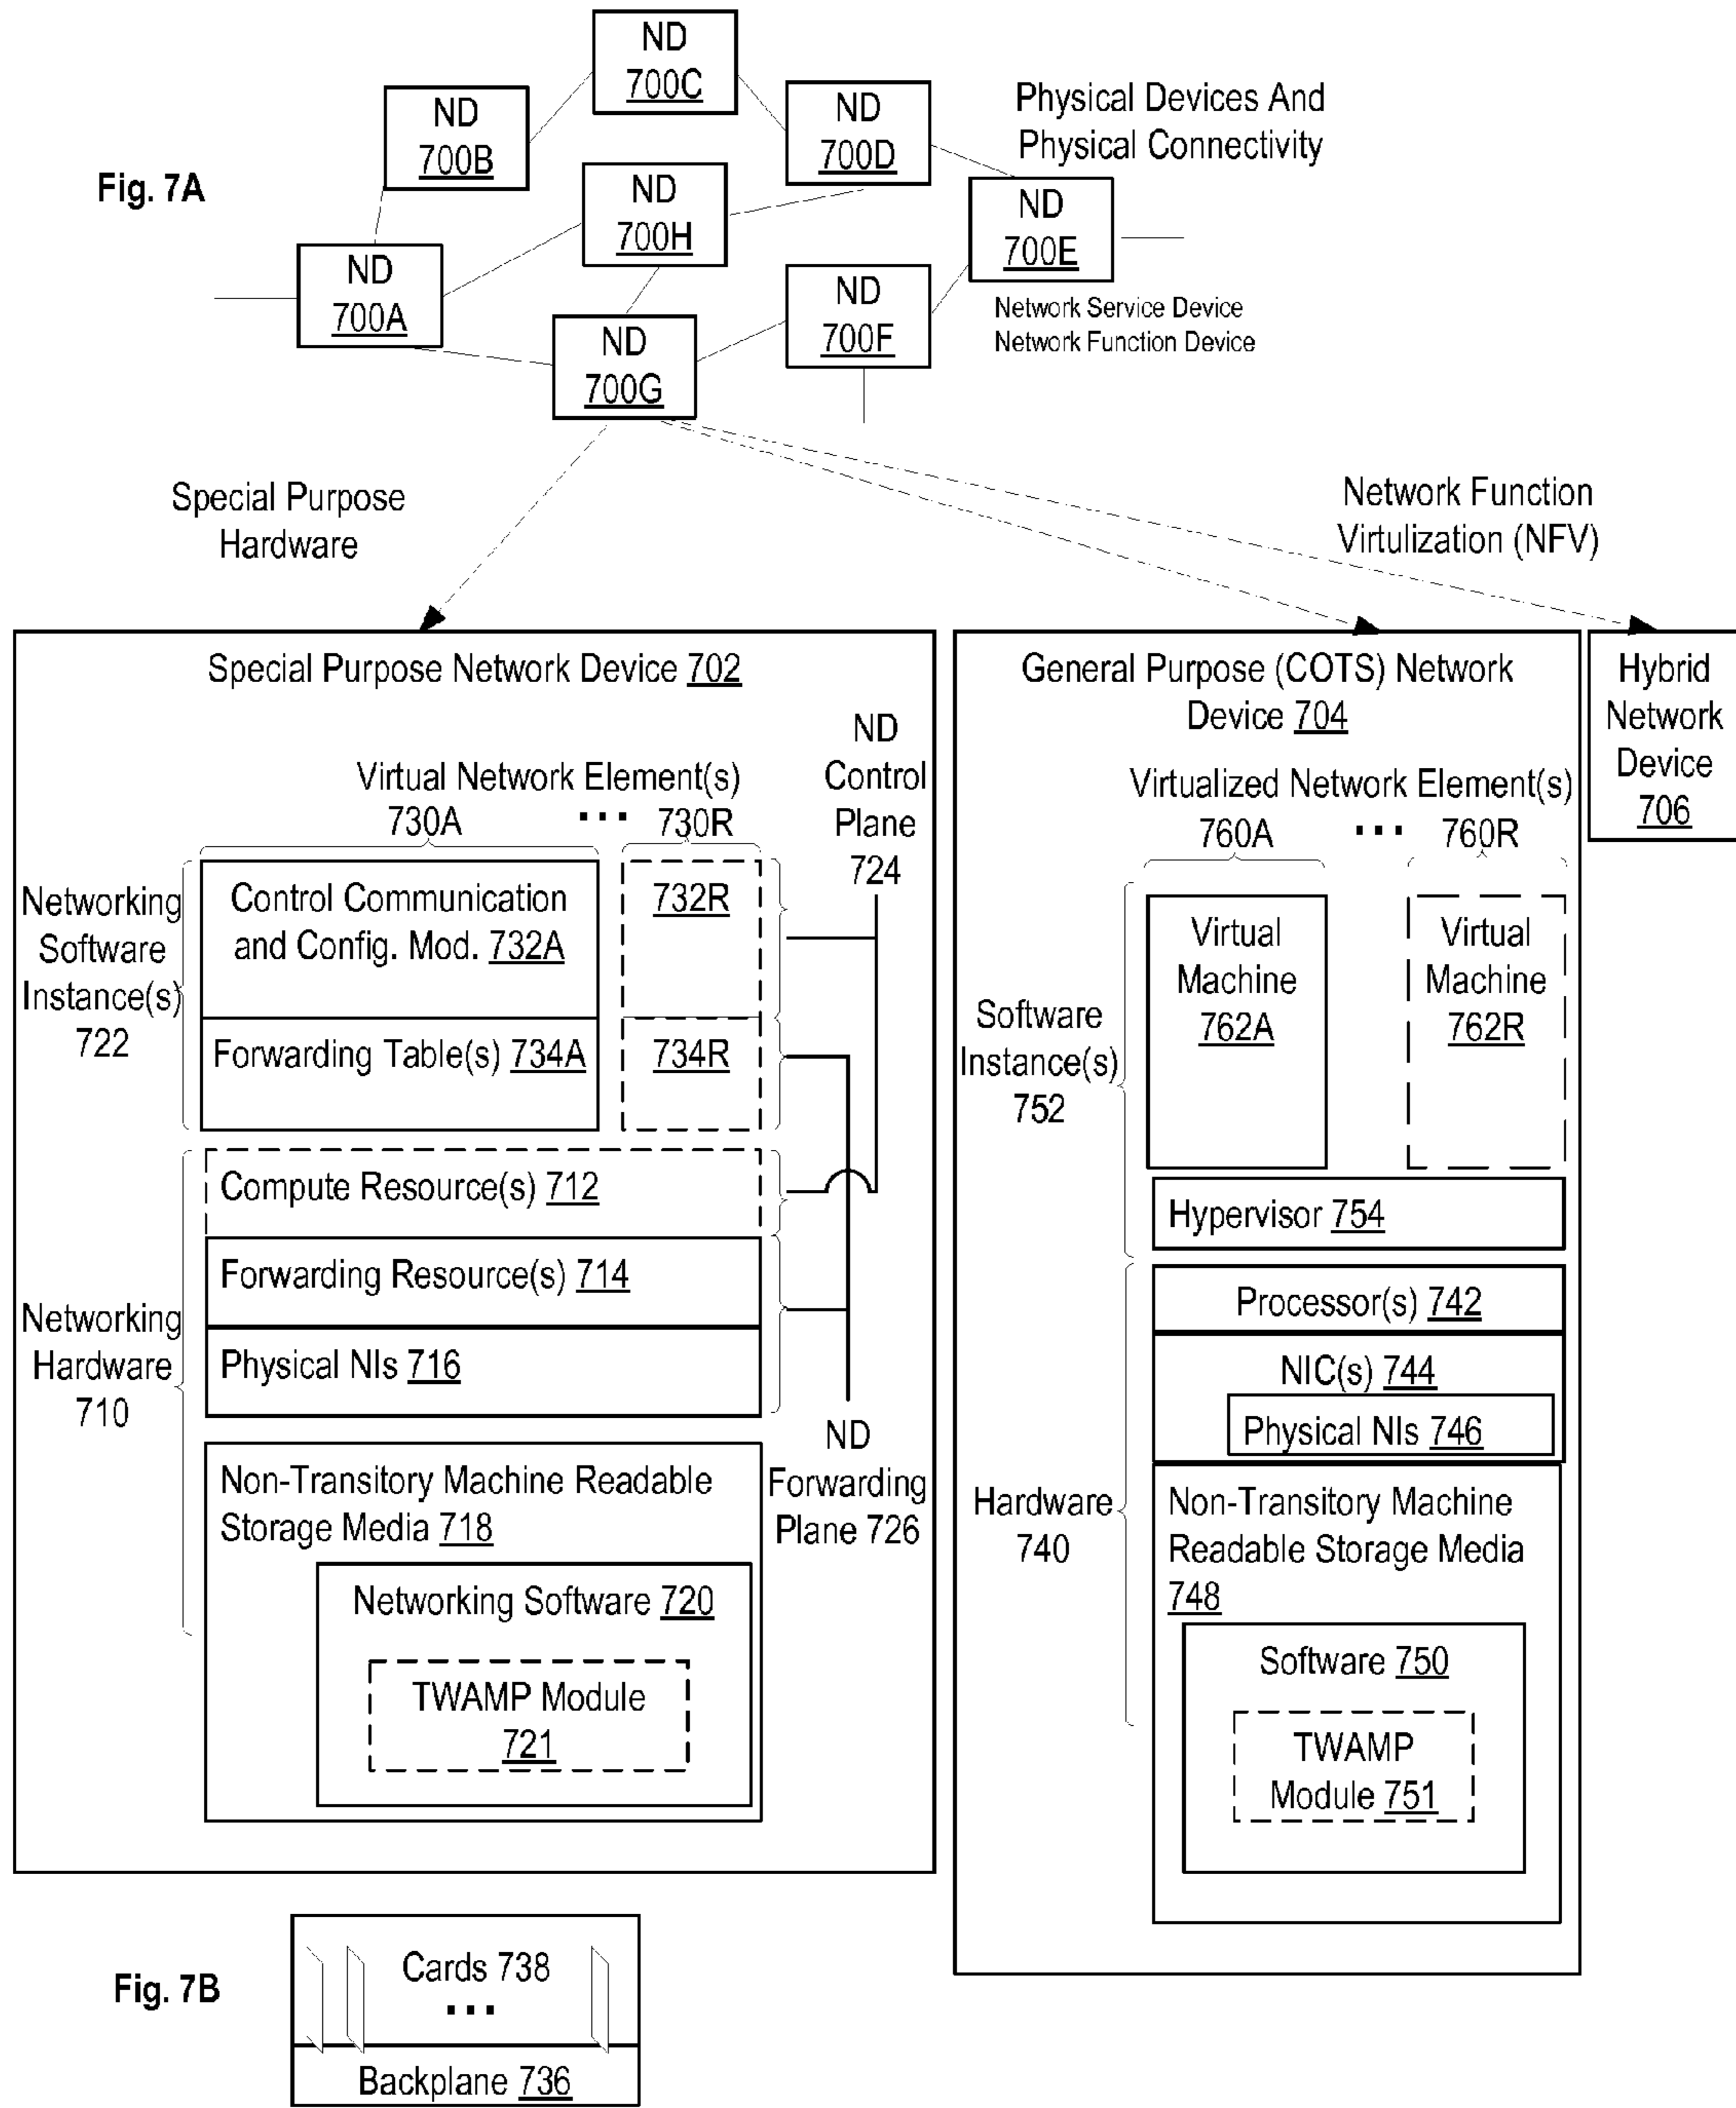 ND
700C
ND
700B
ND
700D
Physical Devices And
Physical Connectivity
Fig. 7A
ND
700H
ND
700E
ND
700A
ND
700F
Network Service Device
Network Function Device
ND
700G
Special Purpose
Hardware
Network Function
Virtulization (NFV)
Special Purpose Network Device 702
ND
Control
Plane
724
Virtual Network Element(s)
730A
...
730R
Networking
Software
Instance(s)
722
Control Communication
and Config. Mod. 732A
732R
Forwarding Table(s) 734A
734R
Compute Resource(s) 712
Forwarding Resource(s) 714
Networking
Hardware
710
Physical NIs 716
ND
Forwarding
Plane 726
Non-Transitory Machine Readable
Storage Media 718
Networking Software 720
TWAMP Module
721
General Purpose (COTS) Network
Device 704
Virtualized Network Element(s)
760A
...
760R
Software
Instance(s)
752
Virtual
Machine
762A
Virtual
Machine
762R
Hypervisor 754
Processor(s) 742
NIC(s) 744
Physical NIs 746
Hardware
740
Non-Transitory Machine
Readable Storage Media
748
Software 750
TWAMP
Module 751
Hybrid
Network
Device
706
Fig. 7B
Cards 738
...
Backplane 736